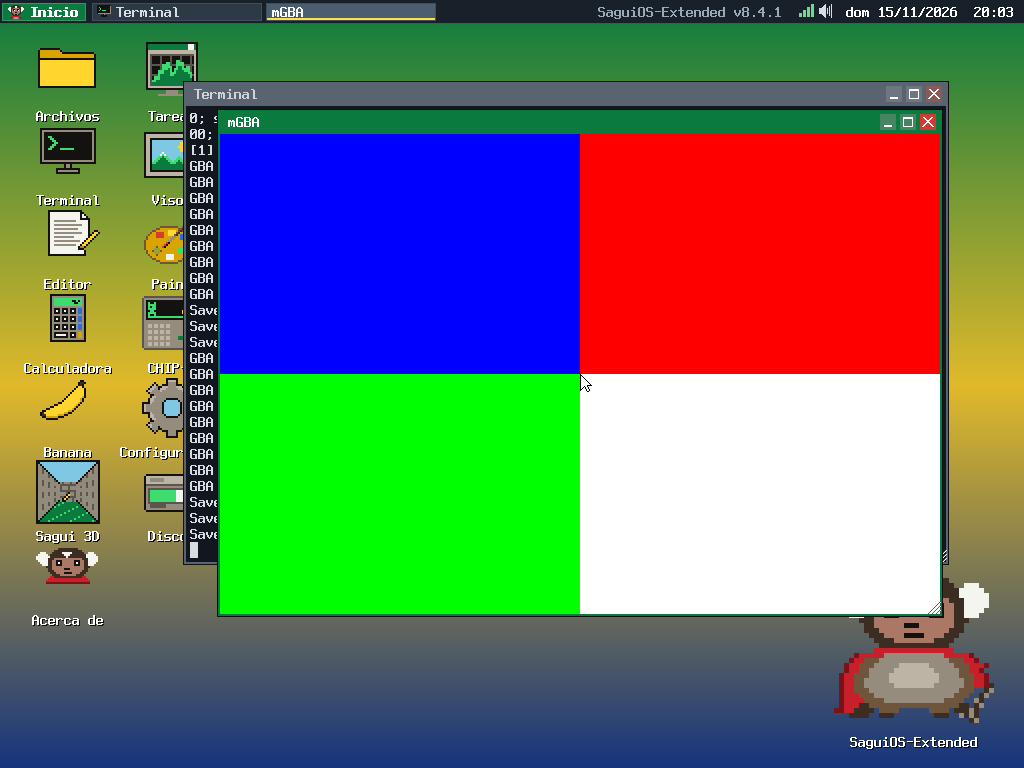 Inicio
Terminal
mGBA
SaguiOS-Extended v8.4.1
dom 15/11/2026
20:03
Archivos
Terminal
Editor
Calculadora
Banana
Sagui 3D
Acerca de
Terminal
0;
00;
[1]
GBA
GBA
GBA
GBA
GBA
GBA
GBA
GBA
GBA
Save
Save
Save
GBA
GBA
GBA
GBA
GBA
GBA
GBA
GBA
GBA
Save
Save
Save
mGBA
SaguiOS-Extended